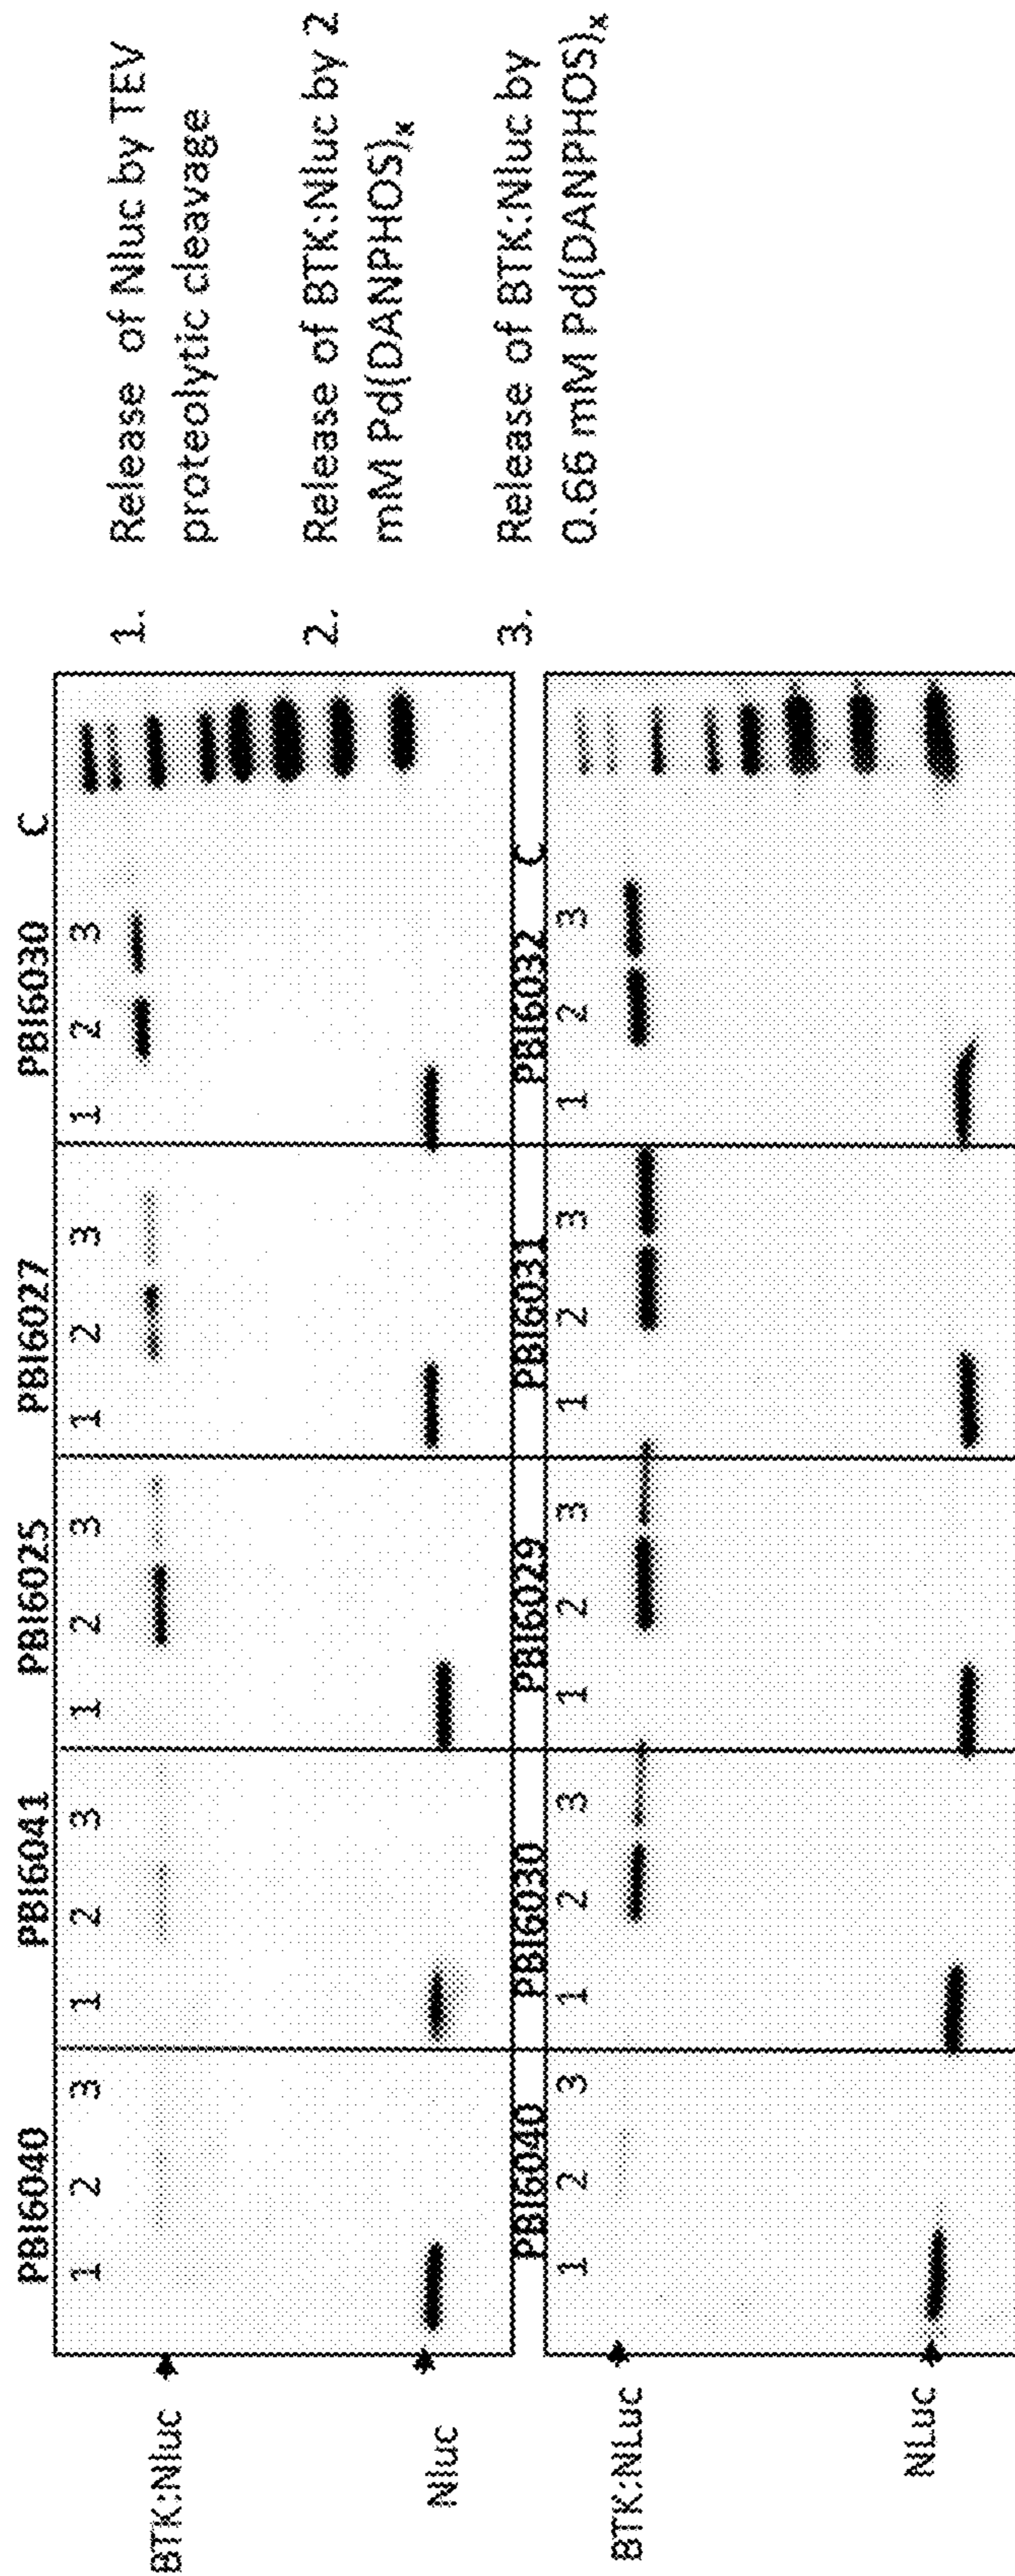 PBI6040 PBI6041 PBI6025 PBI6027 PBI6030 C
1 2 3 1 2 3 1 2 3 1 2 3 1 2 3
BTK:Nluc
Nluc
PBI6040 PBI6030 PBI6029 PBI6031 PBI6032 C
1 2 3 1 2 3 1 2 3 1 2 3 1 2 3
BTK:NLuc
NLuc
1. Release of Nluc by TEV
proteolytic cleavage
2. Release of BTK:Nluc by 2
mM Pd(DANPHOS)x
3. Release of BTK:Nluc by
0.66 mM Pd(DANPHOS)x